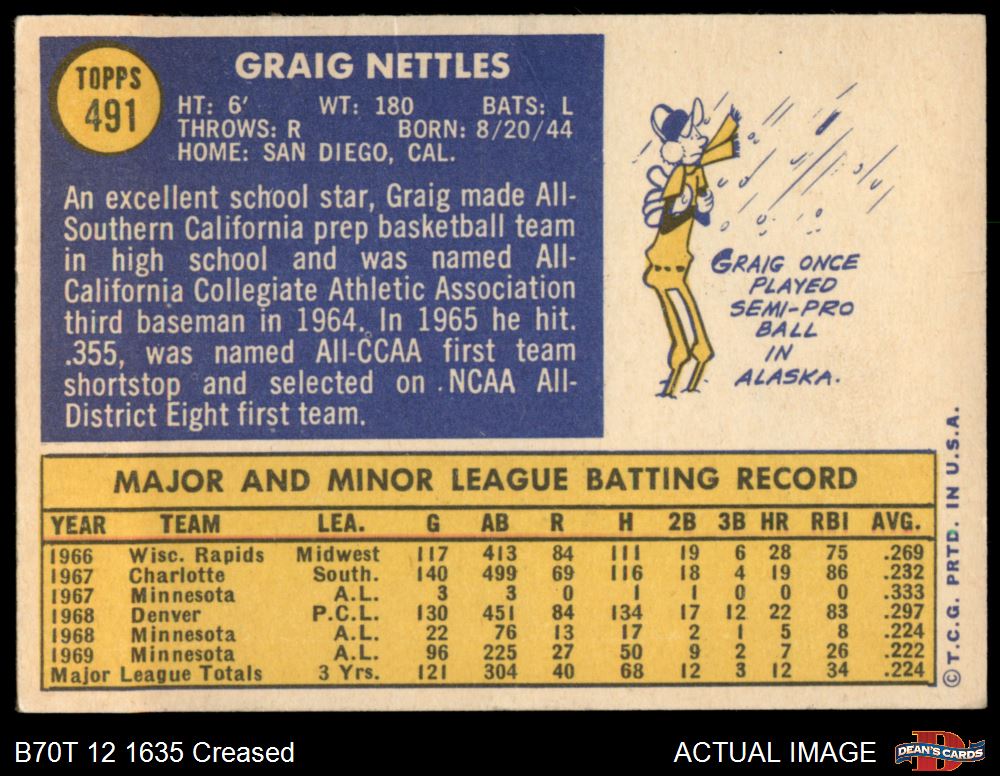 TOPPS
491
GRAIG NETTLES
HT: 6' WT: 180 BATS: L
THROWS: R BORN: 8/20/44
HOME: SAN DIEGO, CAL.
An excellent school star, Graig made All-
Southern California prep basketball team
in high school and was named All-
California Collegiate Athletic Association
third baseman in 1964. In 1965 he hit.
.355, was named All-CCAA first team
shortstop and selected on NCAA All-
District Eight first team.
GRAIG ONCE
PLAYED
SEMI-PRO
BALL
IN
ALASKA.
MAJOR AND MINOR LEAGUE BATTING RECORD
YEAR TEAM LEA. G AB R H 2B 3B HR RBI AVG.
1966 Wisc. Rapids Midwest 117 413 84 111 19 6 28 75 .269
1967 Charlotte South. 140 499 69 116 18 4 19 86 .232
1967 Minnesota A.L. 3 3 0 1 1 0 0 0 .333
1968 Denver P.C.L. 130 451 84 134 17 12 22 83 .297
1968 Minnesota A.L. 22 76 13 17 2 1 5 8 .224
1969 Minnesota A.L. 96 225 27 50 9 2 7 26 .222
Major League Totals 3 Yrs. 121 304 40 68 12 3 12 34 .224
© T.C.G. PRTD. IN U.S.A.
B70T 12 1635 Creased
ACTUAL IMAGE
D
DEAN'S CARDS